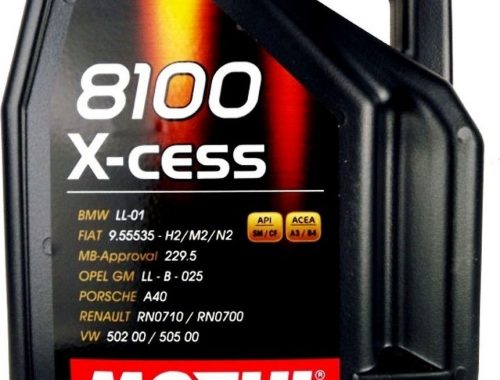 8100
X-cess
BMW LL-01
FIAT 9.55535 - H2/M2/N2
MB-Approval 229.5
OPEL GM LL - B - 025
PORSCHE A40
RENAULT RN0710 / RN0700
VW 502 00 / 505 00
API
SM / CF
ACEA
A3 / B4
MOTUL®